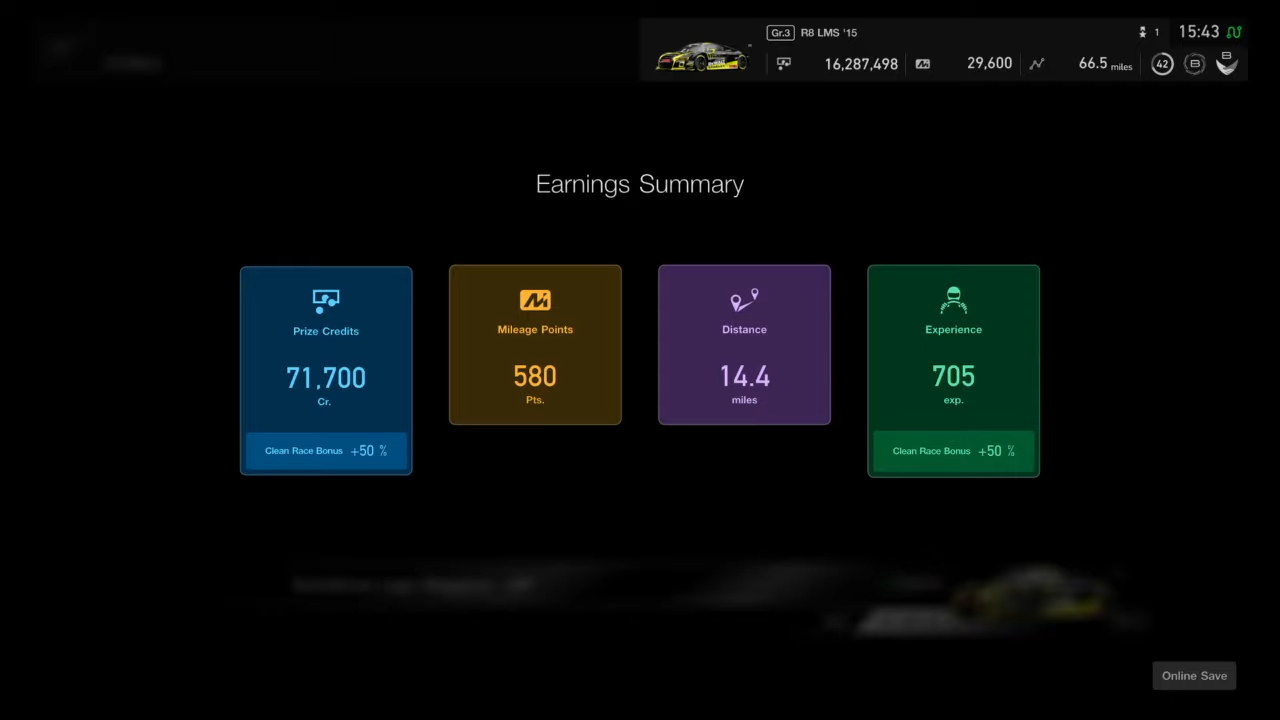 Gr.3 R8 LMS '15
1 15:43
16,287,498 29,600 66.5 miles 42 B B
Earnings Summary
Prize Credits
71,700
Cr.
Clean Race Bonus +50 %
Mileage Points
580
Pts.
Distance
14.4
miles
Experience
705
exp.
Clean Race Bonus +50 %
Online Save